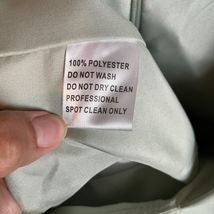 100% POLYESTER
DO NOT WASH
DO NOT DRY CLEAN
PROFESSIONAL
SPOT CLEAN ONLY